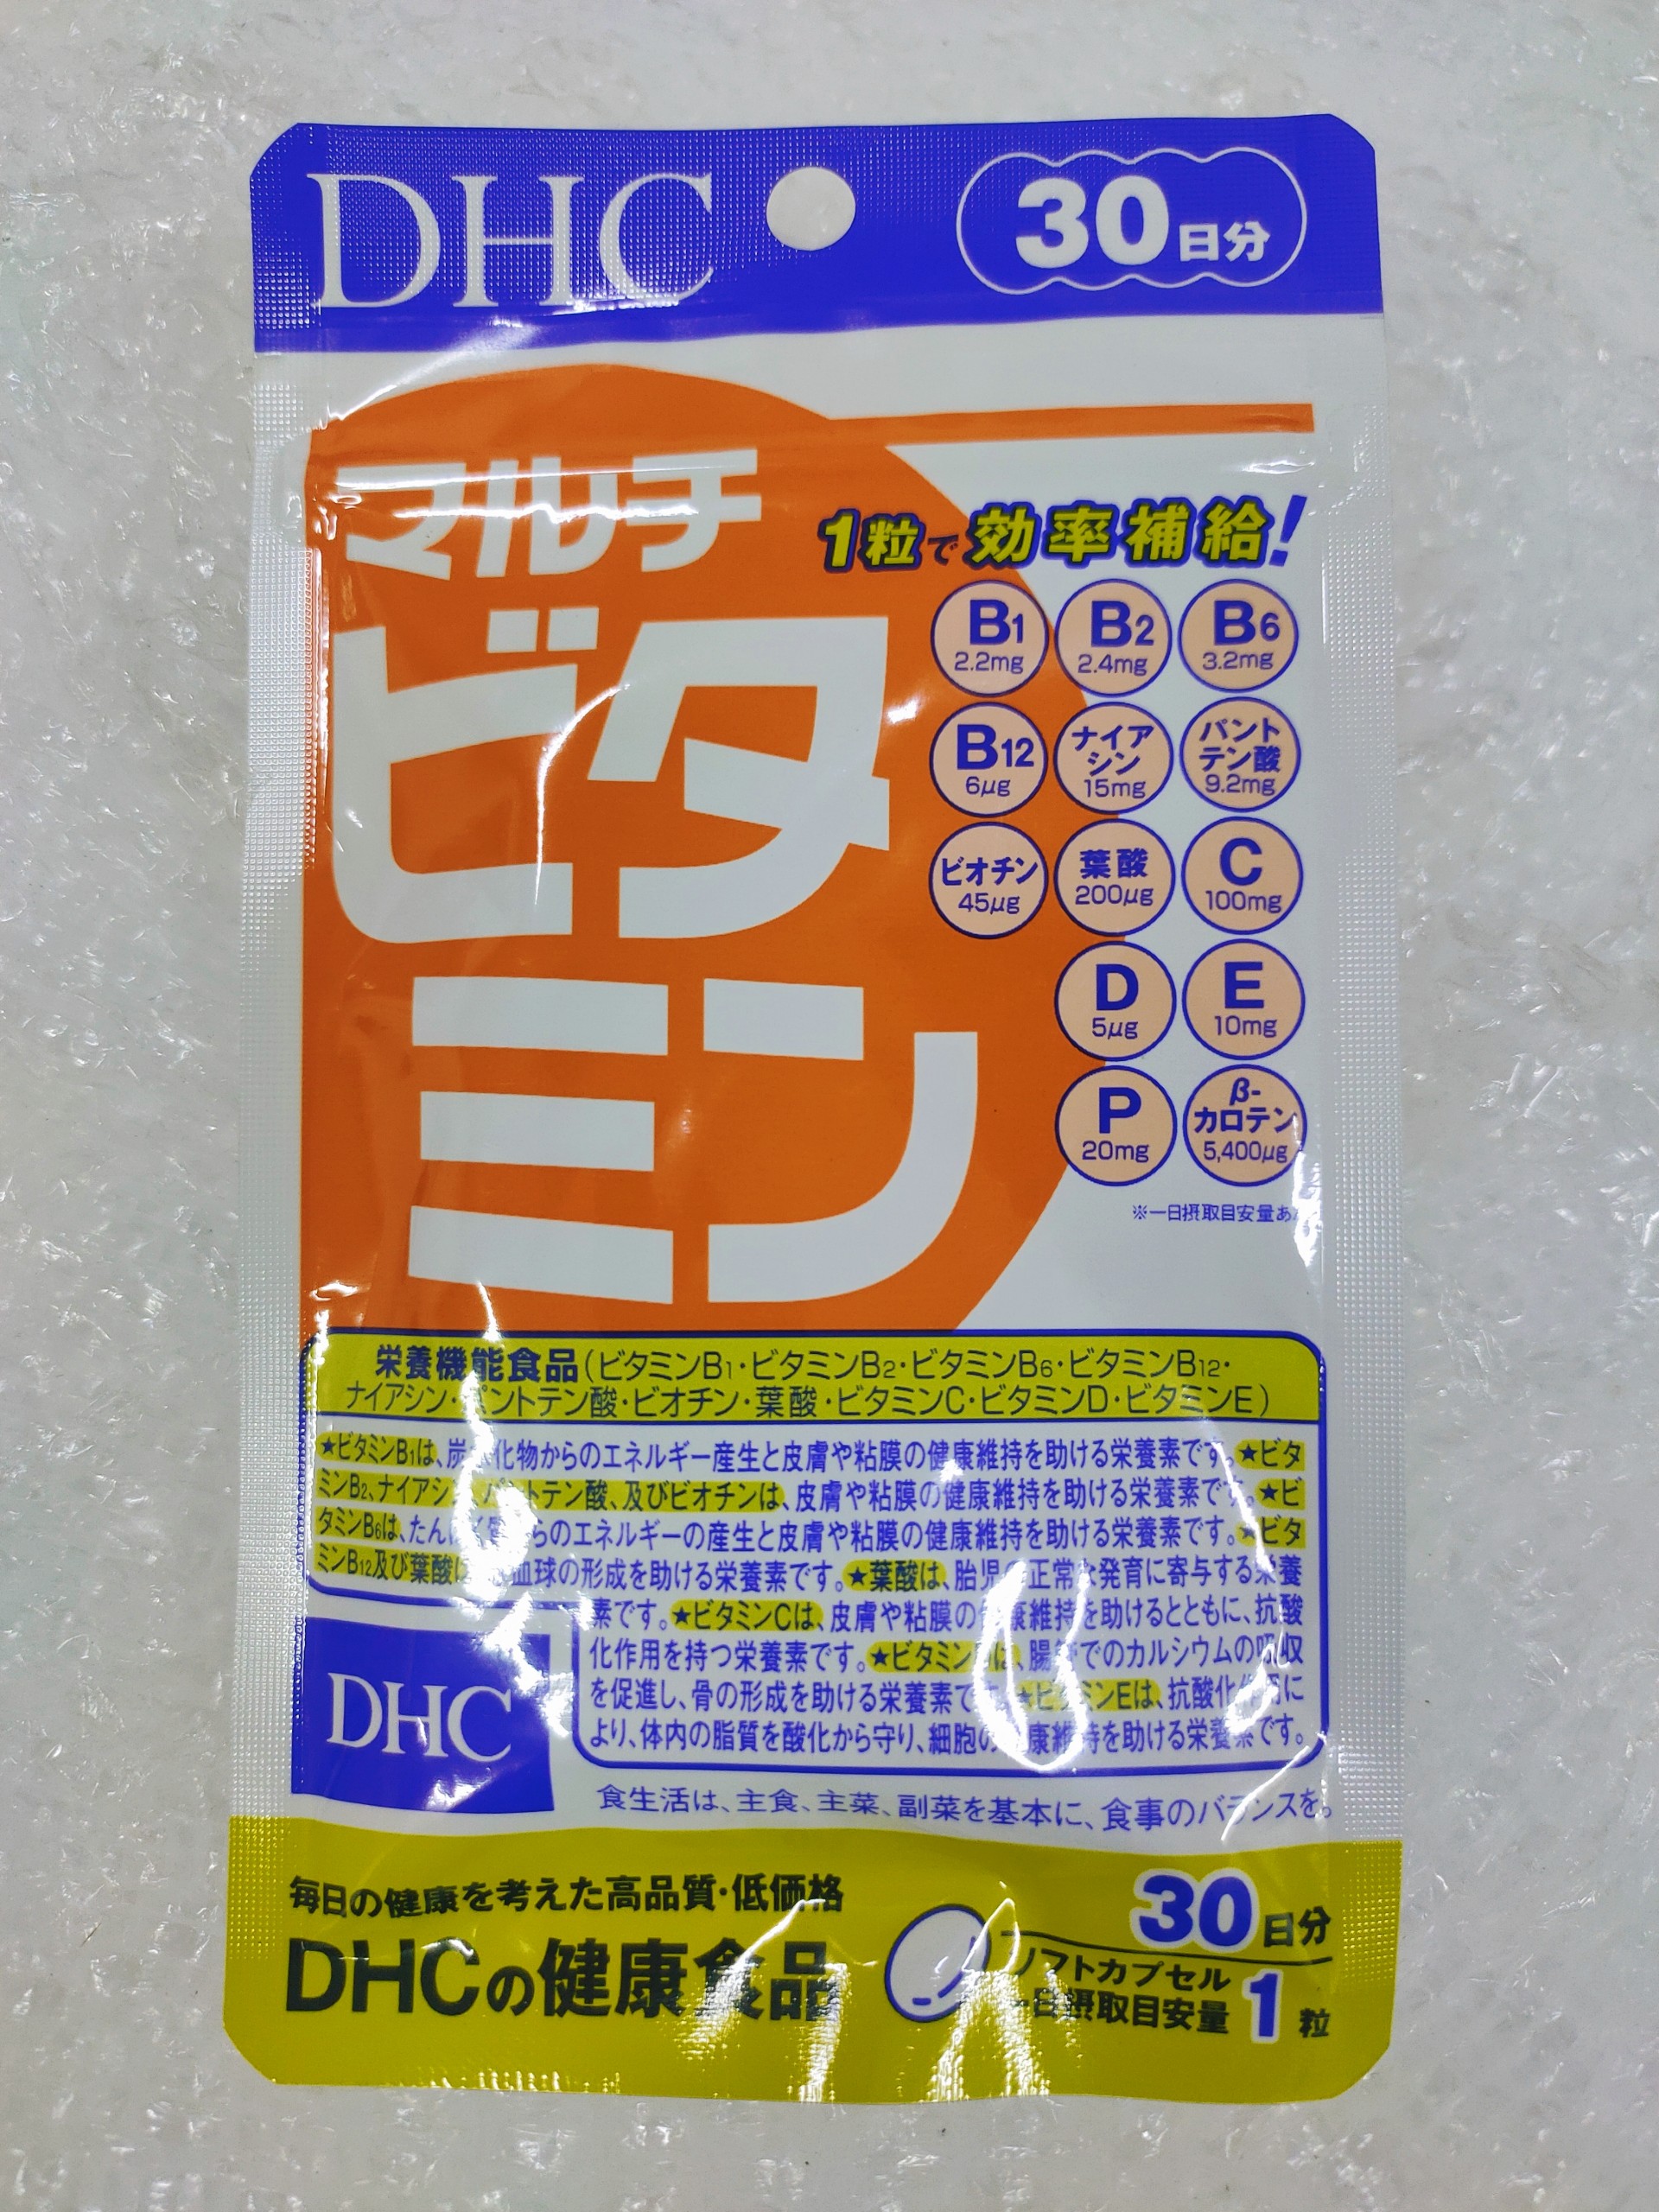 DHC
30日分
マルチ
ビタ
ミン
1粒で効率補給!
B1 2.2mg
B2 2.4mg
B6 3.2mg
B12 6μg
ナイアシン 15mg
パントテン酸 9.2mg
ビオチン 45μg
葉酸 200μg
C 100mg
D 5μg
E 10mg
P 20mg
β-カロテン 5,400μg
※一日摂取目安量あ
栄養機能食品(ビタミンB1・ビタミンB2・ビタミンB6・ビタミンB12・
ナイアシン・パントテン酸・ビオチン・葉酸・ビタミンC・ビタミンD・ビタミンE)
★ビタミンB1は、炭水化物からのエネルギー産生と皮膚や粘膜の健康維持を助ける栄養素です。★ビタ
ミンB2、ナイアシン、パントテン酸、及びビオチンは、皮膚や粘膜の健康維持を助ける栄養素です。★ビ
タミンB6は、たんぱく質からのエネルギーの産生と皮膚や粘膜の健康維持を助ける栄養素です。★ビタ
ミンB12及び葉酸は 血球の形成を助ける栄養素です。★葉酸は、胎児の正常な発育に寄与する栄養
素です。★ビタミンCは、皮膚や粘膜の健康維持を助けるとともに、抗酸
化作用を持つ栄養素です。★ビタミンDは、腸管でのカルシウムの吸収
を促進し、骨の形成を助ける栄養素です。★ビタミンEは、抗酸化作用に
より、体内の脂質を酸化から守り、細胞の健康維持を助ける栄養素です。
DHC
食生活は、主食、主菜、副菜を基本に、食事のバランスを。
毎日の健康を考えた高品質・低価格
DHCの健康食品
30日分
ソフトカプセル
一日摂取目安量 1粒